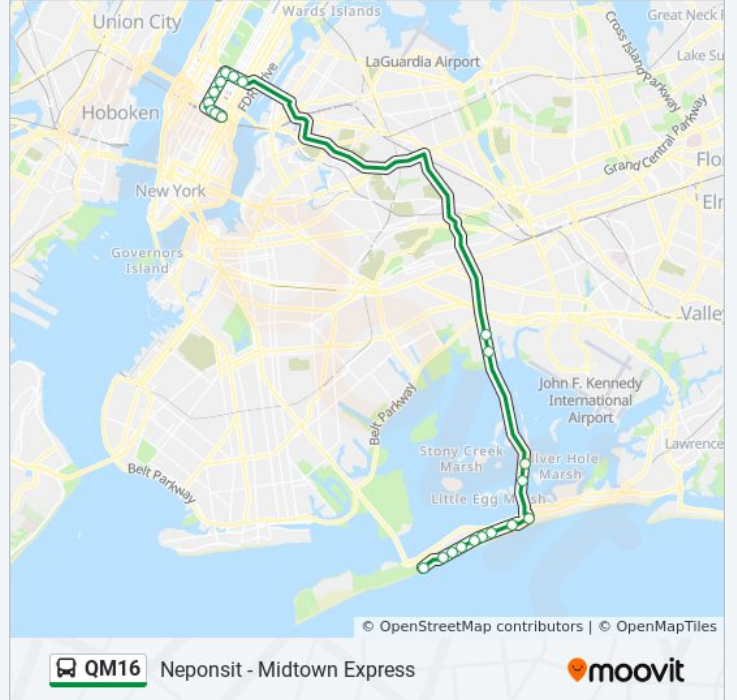 Union City
Wards Islands
Great Neck
Cross Island Parkway
LaGuardia Airport
Lake Su
FDR Drive
Hoboken
Grand Central Parkway
Flo
New York
Elm
Governors
Island
Valle
John F. Kennedy
International
Airport
Belt Parkway
Stony Creek
Marsh
ilver Hole
Marsh
Lawrence
Belt Parkway
Little Egg M sh
© OpenStreetMap contributors | © OpenMapTiles
QM16 Neponsit - Midtown Express
moovit